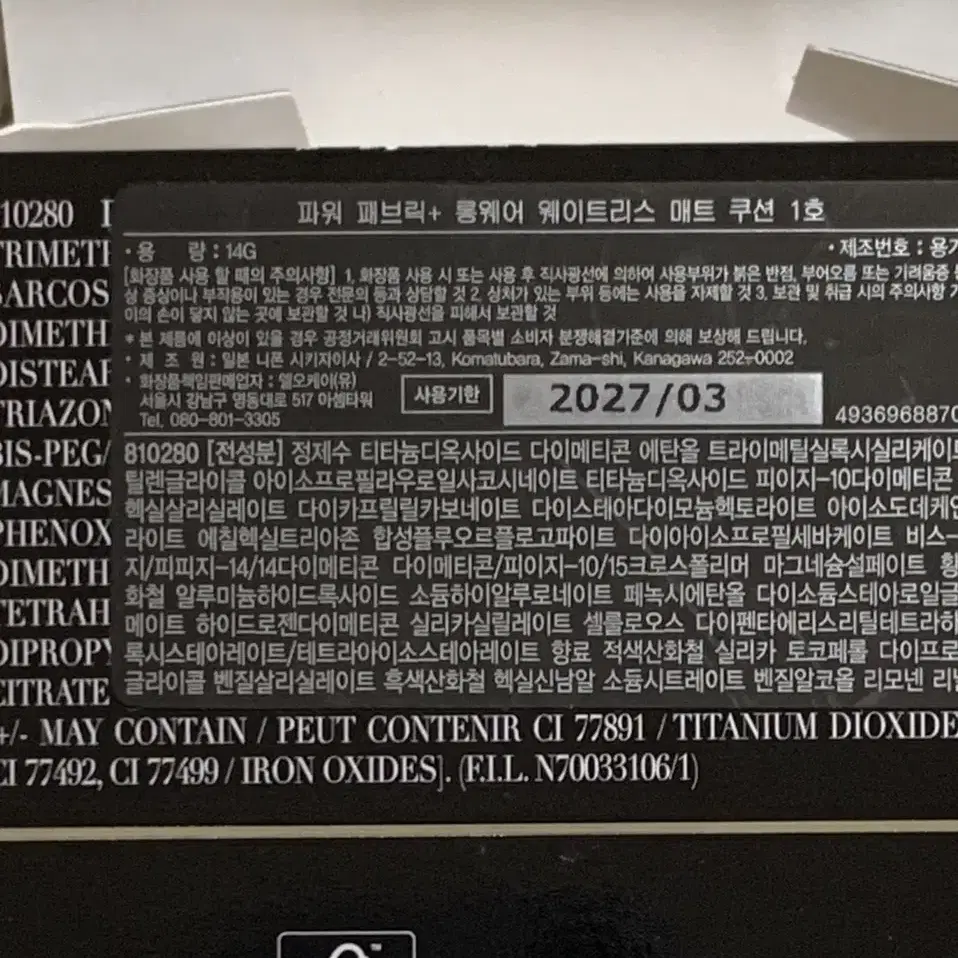 파워 패브릭+ 롱웨어 웨이트리스 매트 쿠션 1호
• 용 량 : 14G
• 제조번호 : 용기
[화장품 사용 할 때의 주의사항] 1. 화장품 사용 시 또는 사용 후 직사광선에 의하여 사용부위가 붉은 반점, 부어오름 또는 가려움증 등
상 증상이나 부작용이 있는 경우 전문의 등과 상담할 것 2. 상처가 있는 부위 등에는 사용을 자제할 것 3. 보관 및 취급 시의 주의사항 가
이의 손이 닿지 않는 곳에 보관할 것 나) 직사광선을 피해서 보관할 것
* 본 제품에 이상이 있을 경우 공정거래위원회 고시 품목별 소비자 분쟁해결기준에 의해 보상해 드립니다.
• 제 조 원 : 일본 니폰 시키자이사 / 2-52-13, Komatubara, Zama-shi, Kanagawa 252-0002
• 화장품책임판매업자 : 엘오케이(유)
서울시 강남구 영동대로 517 아셈타워
Tel. 080-801-3305
사용기한
2027/03
4936968870
810280 [전성분] 정제수 티타늄디옥사이드 다이메티콘 에탄올 트라이메틸실록시실리케이트
틸렌글라이콜 아이소프로필라우로일사코시네이트 티타늄디옥사이드 피이지-10다이메티콘
헥실살리실레이트 다이카프릴릴카보네이트 다이스테아다이모늄헥토라이트 아이소도데케인
라이트 에칠헥실트리아존 합성플루오르플로고파이트 다이아이소프로필세바케이트 비스-
지/피피지-14/14다이메티콘 다이메티콘/피이지-10/15크로스폴리머 마그네슘설페이트 황
화철 알루미늄하이드록사이드 소듐하이알루로네이트 페녹시에탄올 다이소듐스테아로일글
메이트 하이드로젠다이메티콘 실리카실릴레이트 셀룰로오스 다이펜타에리스리틸테트라하
록시스테아레이트/테트라아이소스테아레이트 향료 적색산화철 실리카 토코페롤 다이프로
글라이콜 벤질살리실레이트 흑색산화철 헥실신남알 소듐시트레이트 벤질알코올 리모넨 리
10280
TRIMETH
SARCOS
DIMETH
DISTEAR
TRIAZON
BIS-PEG/
MAGNES
PHENOX
DIMETH
TETRAH
DIPROPY
CITRATE
+/- MAY CONTAIN / PEUT CONTENIR CI 77891 / TITANIUM DIOXIDE
CI 77492, CI 77499 / IRON OXIDES]. (F.I.L. N70033106/1)